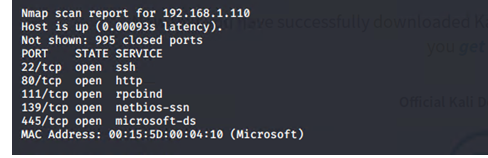 Nmap scan report for 192.168.1.110
Host is up (0.00093s latency).
Not shown: 995 closed ports
PORT    STATE SERVICE
22/tcp  open  ssh
80/tcp  open  http
111/tcp open  rpcbind
139/tcp open  netbios-ssn
445/tcp open  microsoft-ds
MAC Address: 00:15:5D:00:04:10 (Microsoft)
have successfully downloaded Ka
you get
Official Kali D